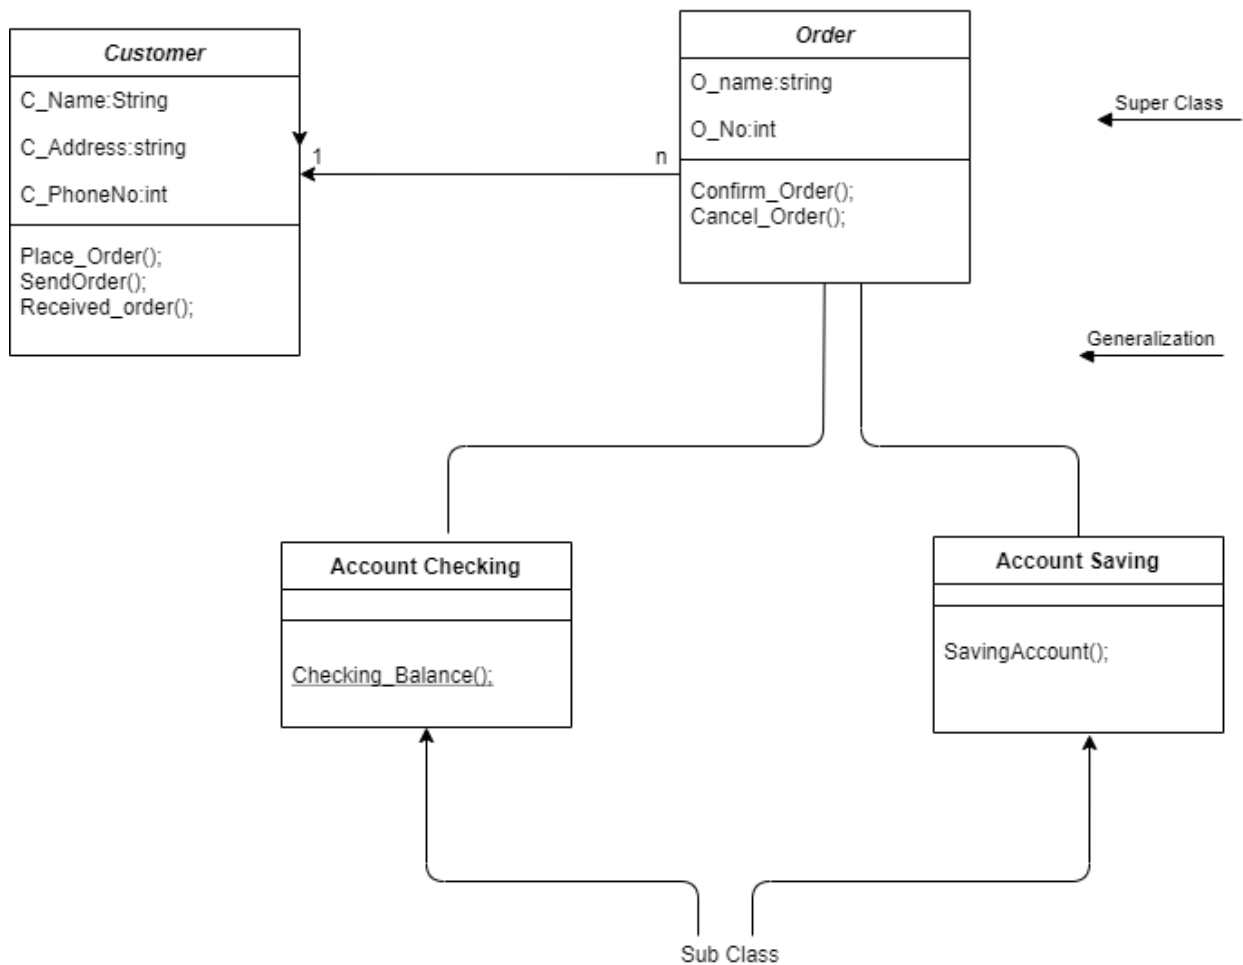 Customer
C_Name:String
C_Address:string
C_PhoneNo:int
Place_Order();
SendOrder();
Received_order();
1
n
Order
O_name:string
O_No:int
Confirm_Order();
Cancel_Order();
Super Class
Generalization
Account Checking
Checking_Balance();
Account Saving
SavingAccount();
Sub Class